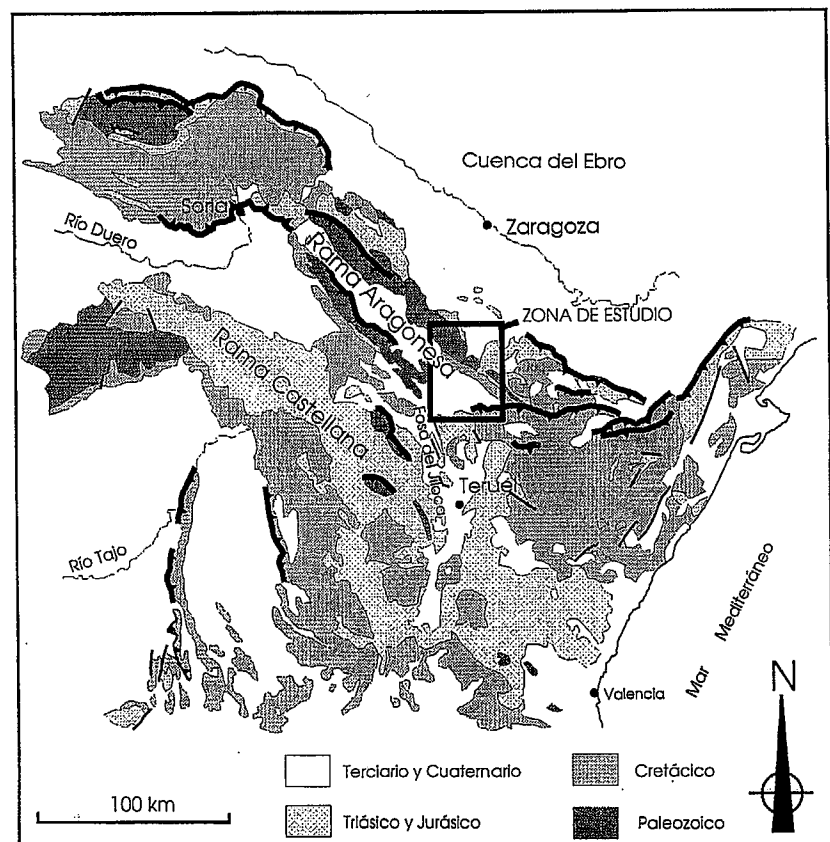 Cuenca del Ebro
Soria
Zaragoza
Río Duero
Rama Aragonesa
ZONA DE ESTUDIO
Rama Castellana
Fosa del Jiloca
Teruel
Río Tajo
Mar Mediterráneo
Valencia
N
Terciario y Cuaternario
Cretácico
100 km
Triásico y Jurásico
Paleozoico